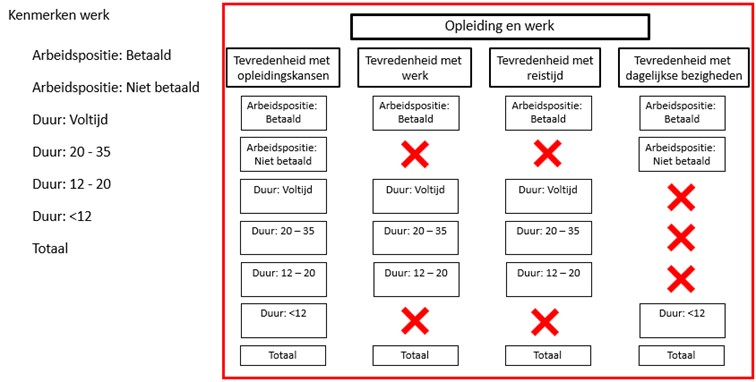 Kenmerken werk
Arbeidspositie: Betaald
Arbeidspositie: Niet betaald
Duur: Voltijd
Duur: 20 - 35
Duur: 12 - 20
Duur: <12
Totaal
Opleiding en werk
Tevredenheid met
opleidingskansen
Arbeidspositie:
Betaald
Arbeidspositie:
Niet betaald
Duur: Voltijd
Duur: 20 – 35
Duur: 12 – 20
Duur: <12
Totaal
Tevredenheid met
werk
Arbeidspositie:
Betaald
Duur: Voltijd
Duur: 20 – 35
Duur: 12 – 20
Totaal
Tevredenheid met
reistijd
Arbeidspositie:
Betaald
Duur: Voltijd
Duur: 20 – 35
Duur: 12 – 20
Totaal
Tevredenheid met
dagelijkse bezigheden
Arbeidspositie:
Betaald
Arbeidspositie:
Niet betaald
Duur: <12
Totaal